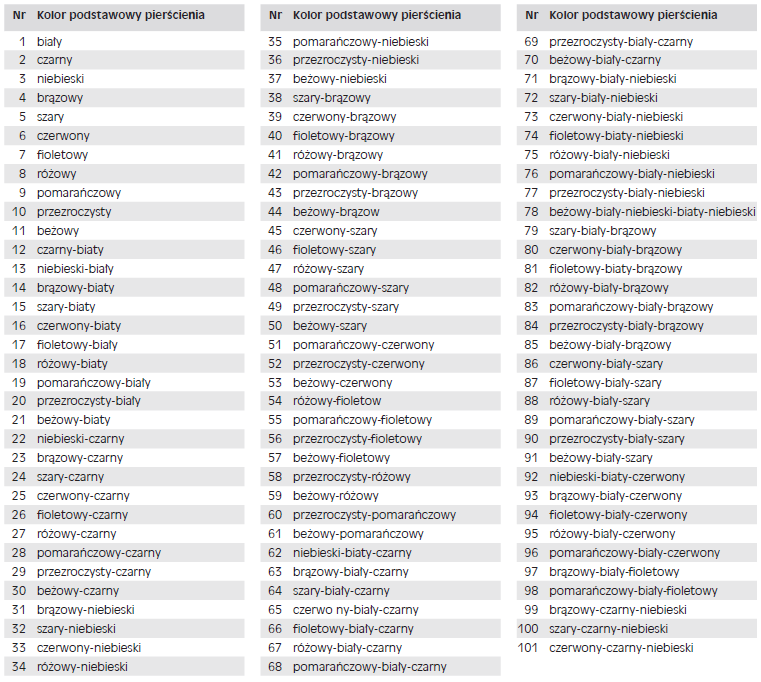 Nr Kolor podstawowy pierścienia
1 biały
2 czarny
3 niebieski
4 brązowy
5 szary
6 czerwony
7 fioletowy
8 różowy
9 pomarańczowy
10 przezroczysty
11 beżowy
12 czarny-biaty
13 niebieski-biały
14 brązowy-biaty
15 szary-biaty
16 czerwony-biaty
17 fioletowy-biały
18 różowy-biaty
19 pomarańczowy-biały
20 przezroczysty-biały
21 beżowy-biaty
22 niebieski-czarny
23 brązowy-czarny
24 szary-czarny
25 czerwony-czarny
26 fioletowy-czarny
27 różowy-czarny
28 pomarańczowy-czarny
29 przezroczysty-czarny
30 beżowy-czarny
31 brązowy-niebieski
32 szary-niebieski
33 czerwony-niebieski
34 różowy-niebieski
Nr Kolor podstawowy pierścienia
35 pomarańczowy-niebieski
36 przezroczysty-niebieski
37 beżowy-niebieski
38 szary-brązowy
39 czerwony-brązowy
40 fioletowy-brązowy
41 różowy-brązowy
42 pomarańczowy-brązowy
43 przezroczysty-brązowy
44 beżowy-brązow
45 czerwony-szary
46 fioletowy-szary
47 różowy-szary
48 pomarańczowy-szary
49 przezroczysty-szary
50 beżowy-szary
51 pomarańczowy-czerwony
52 przezroczysty-czerwony
53 beżowy-czerwony
54 różowy-fioletow
55 pomarańczowy-fioletowy
56 przezroczysty-fioletowy
57 beżowy-fioletowy
58 przezroczysty-różowy
59 beżowy-różowy
60 przezroczysty-pomarańczowy
61 beżowy-pomarańczowy
62 niebieski-biaty-czarny
63 brązowy-biały-czarny
64 szary-biały-czarny
65 czerwo ny-biały-czarny
66 fioletowy-biały-czarny
67 różowy-biały-czarny
68 pomarańczowy-biały-czarny
Nr Kolor podstawowy pierścienia
69 przezroczysty-biały-czarny
70 beżowy-biały-czarny
71 brązowy-biały-niebieski
72 szary-biały-niebieski
73 czerwony-biały-niebieski
74 fioletowy-biaty-niebieski
75 różowy-biały-niebieski
76 pomarańczowy-biały-niebieski
77 przezroczysty-biały-niebieski
78 beżowy-biały-niebieski-biaty-niebieski
79 szary-biały-brązowy
80 czerwony-biały-brązowy
81 fioletowy-biaty-brązowy
82 różowy-biały-brązowy
83 pomarańczowy-biały-brązowy
84 przezroczysty-biały-brązowy
85 beżowy-biały-brązowy
86 czerwony-biały-szary
87 fioletowy-biały-szary
88 różowy-biały-szary
89 pomarańczowy-biały-szary
90 przezroczysty-biały-szary
91 beżowy-biały-szary
92 niebieski-biaty-czerwony
93 brązowy-biały-czerwony
94 fioletowy-biały-czerwony
95 różowy-biały-czerwony
96 pomarańczowy-biały-czerwony
97 brązowy-biały-fioletowy
98 pomarańczowy-biały-fioletowy
99 brązowy-czarny-niebieski
100 szary-czarny-niebieski
101 czerwony-czarny-niebieski